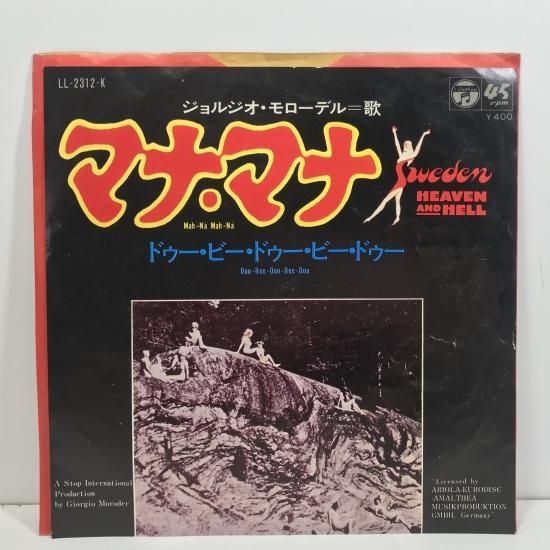 LL-2312-K
45
rpm
¥400
ジョルジオ・モローデル=歌
マナ・マナ
Mah-Nà Mah-Nà
Sweden
HEAVEN
AND HELL
ドゥー・ビー・ドゥー・ビー・ドゥー
Doo-Bee-Doo-Bee-Doo
A Stop International
Production
by Giorgio Moroder
"Licensed by
ARIOLA-EURODISC
AMALTHEA
MUSIKPRODUKTION
GMBH, Germany"